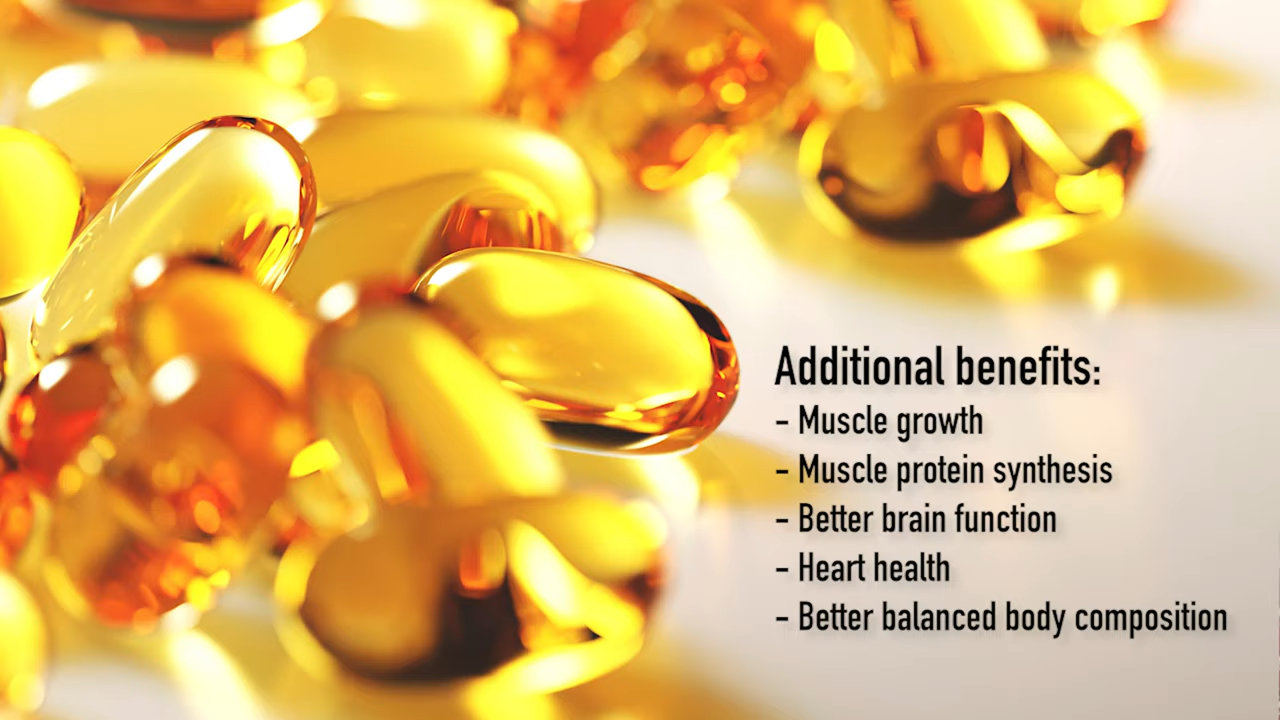 Additional benefits:
- Muscle growth
- Muscle protein synthesis
- Better brain function
- Heart health
- Better balanced body composition